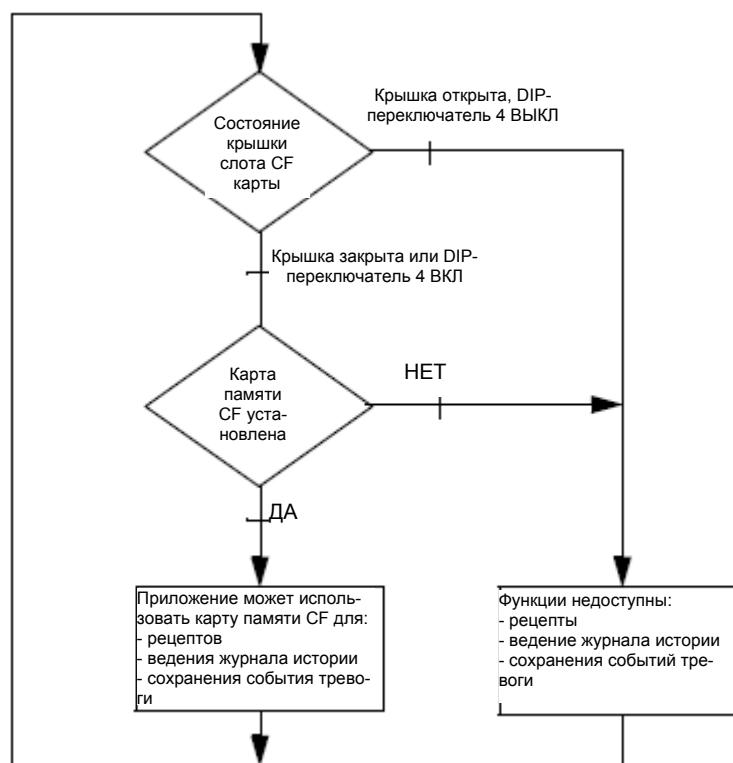 Состояние
крышки
слота CF
карты
Крышка открыта, DIP-
переключатель 4 ВЫКЛ
Крышка закрыта или DIP-
переключатель 4 ВКЛ
Карта
памяти
CF уста-
новлена
НЕТ
ДА
Приложение может исполь-
зовать карту памяти CF для:
- рецептов
- ведения журнала истории
- сохранения события трево-
ги
Функции недоступны:
- рецепты
- ведение журнала истории
- сохранения событий тре-
воги